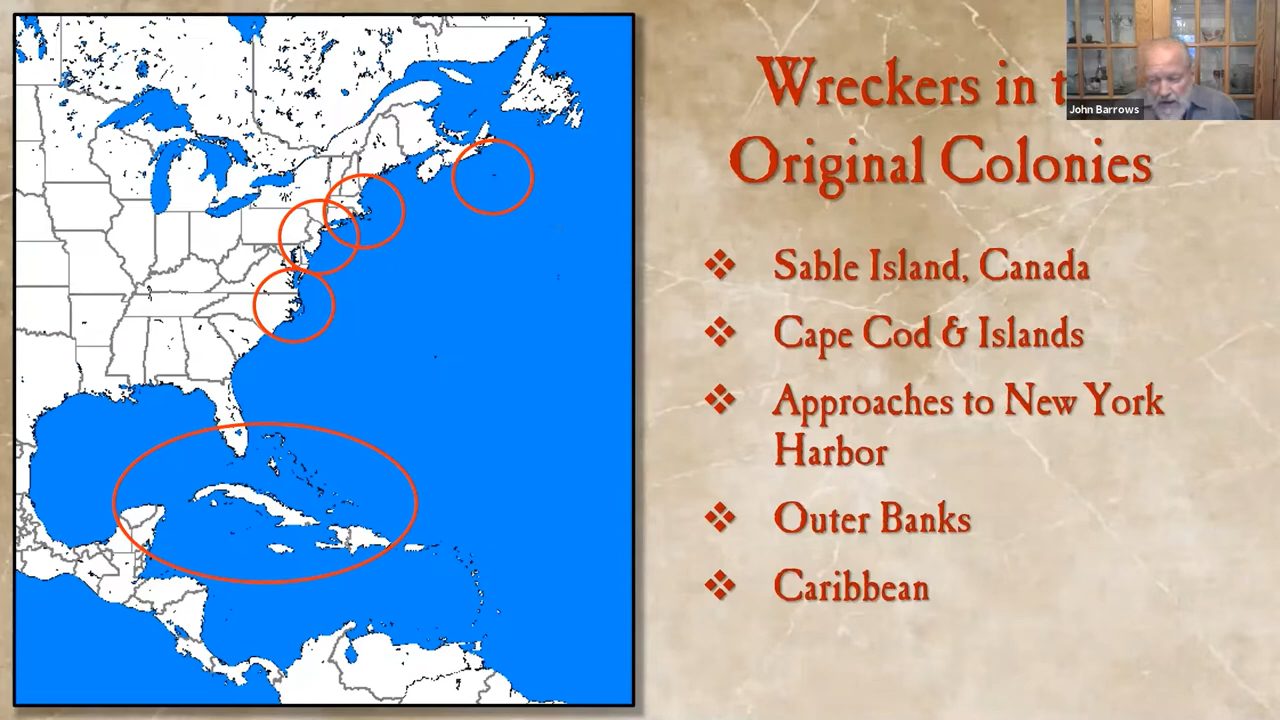 Wreckers in t
Original Colonies
John Barrows
❖ Sable Island, Canada
❖ Cape Cod & Islands
❖ Approaches to New York
Harbor
❖ Outer Banks
❖ Caribbean